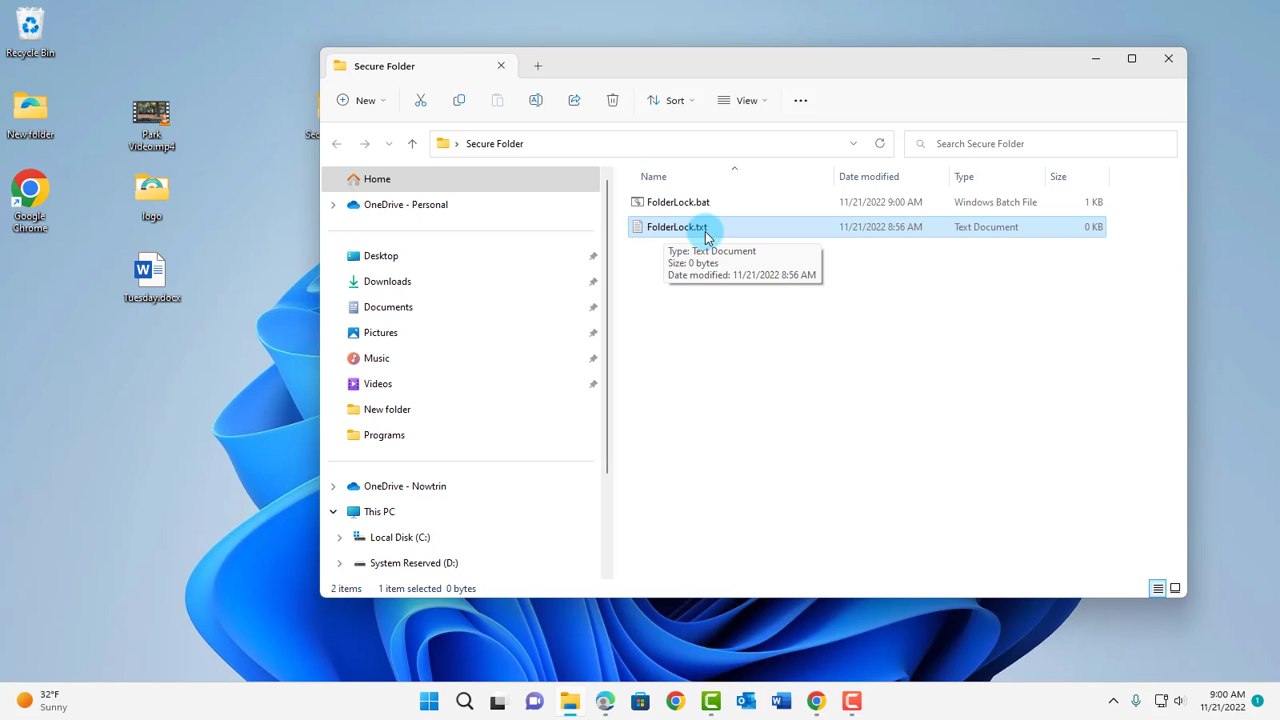 Recycle Bin
New folder
Google
Chrome
Park
Video.mp4
logo
Tuesday.docx
Secure Folder
New
Sort
View
Secure Folder
Search Secure Folder
Home
OneDrive - Personal
Desktop
Downloads
Documents
Pictures
Music
Videos
New folder
Programs
OneDrive - Nowtrin
This PC
Local Disk (C:)
System Reserved (D:)
Name Date modified Type Size
FolderLock.bat 11/21/2022 9:00 AM Windows Batch File 1 KB
FolderLock.txt 11/21/2022 8:56 AM Text Document 0 KB
Type: Text Document
Size: 0 bytes
Date modified: 11/21/2022 8:56 AM
2 items 1 item selected 0 bytes
32°F
Sunny
9:00 AM
11/21/2022
1